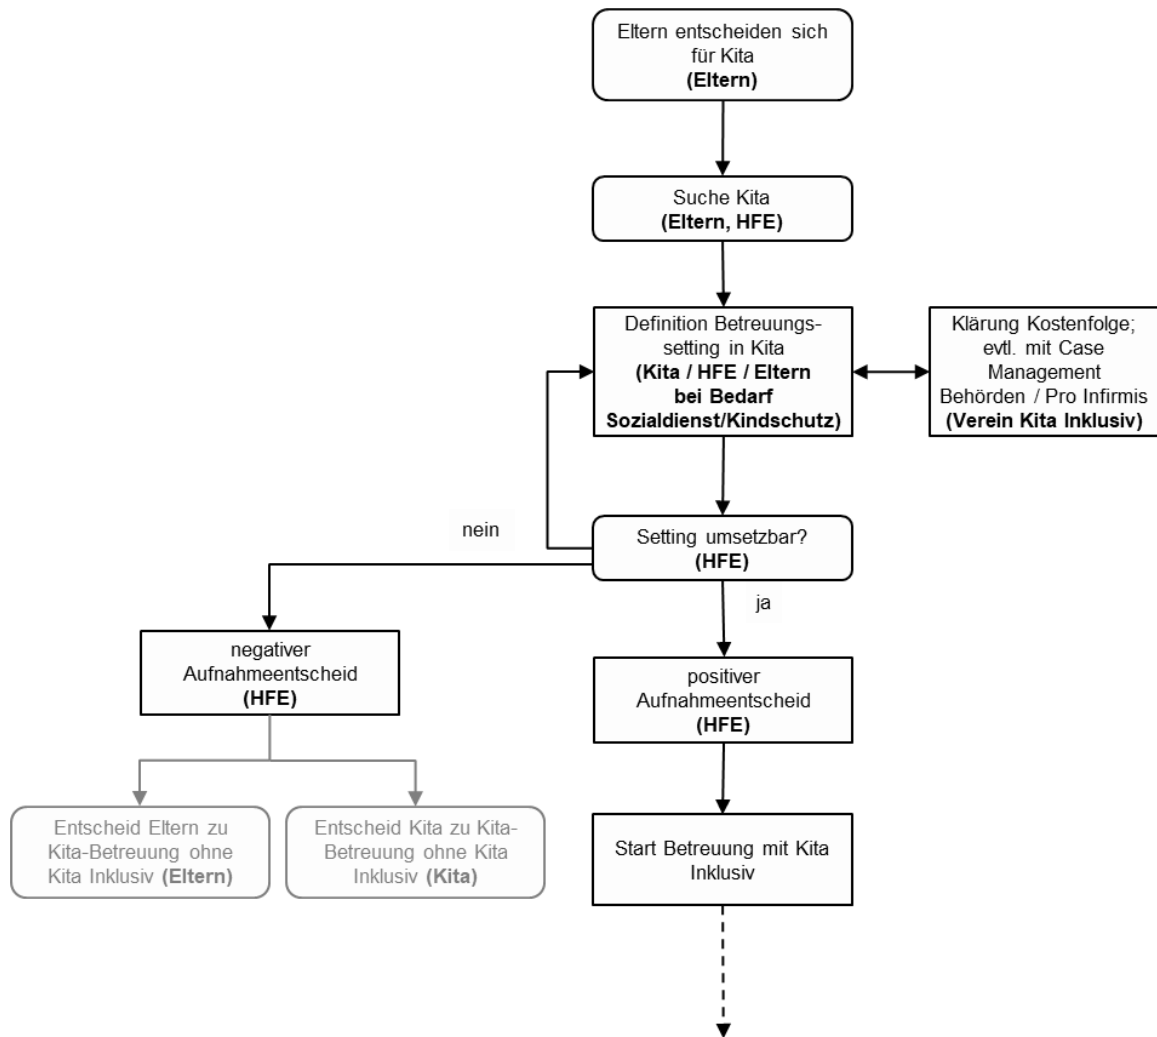 Eltern entscheiden sich
für Kita
(Eltern)
Suche Kita
(Eltern, HFE)
Definition Betreuungs-
setting in Kita
(Kita / HFE / Eltern
bei Bedarf
Sozialdienst/Kindschutz)
Klärung Kostenfolge;
evtl. mit Case
Management
Behörden / Pro Infirmis
(Verein Kita Inklusiv)
nein
Setting umsetzbar?
(HFE)
ja
negativer
Aufnahmeentscheid
(HFE)
positiver
Aufnahmeentscheid
(HFE)
Entscheid Eltern zu
Kita-Betreuung ohne
Kita Inklusiv (Eltern)
Entscheid Kita zu Kita-
Betreuung ohne Kita
Inklusiv (Kita)
Start Betreuung mit Kita
Inklusiv